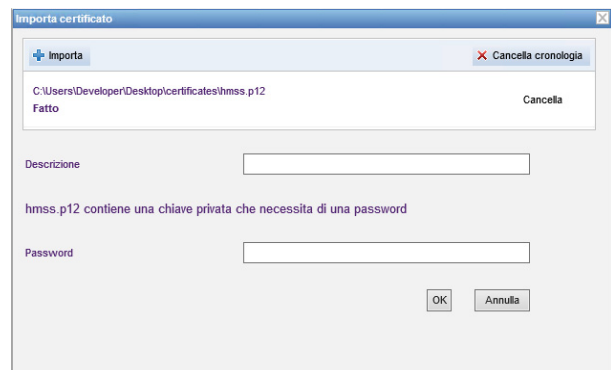 Importa certificato
Importa
Cancella cronologia
C:\Users\Developer\Desktop\certificates\hmss.p12
Fatto
Cancella
Descrizione
hmss.p12 contiene una chiave privata che necessita di una password
Password
OK
Annulla